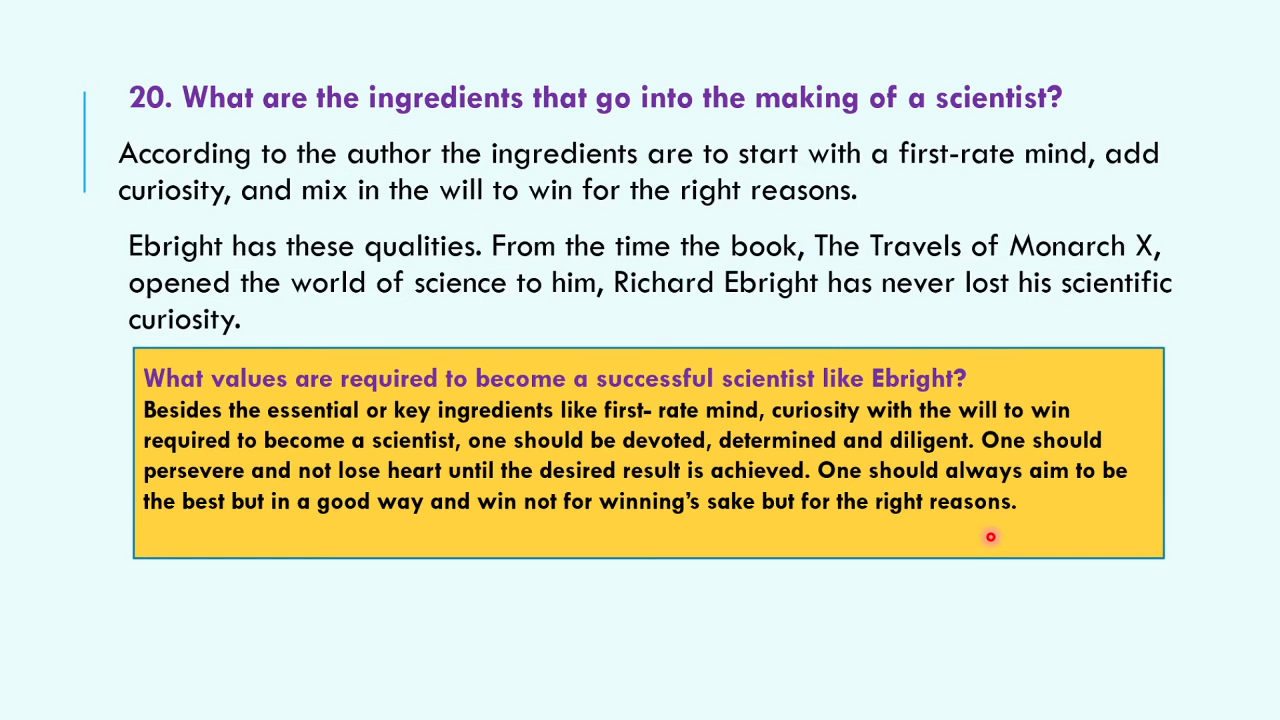 20. What are the ingredients that go into the making of a scientist?
According to the author the ingredients are to start with a first-rate mind, add
curiosity, and mix in the will to win for the right reasons.
Ebright has these qualities. From the time the book, The Travels of Monarch X,
opened the world of science to him, Richard Ebright has never lost his scientific
curiosity.
What values are required to become a successful scientist like Ebright?
Besides the essential or key ingredients like first- rate mind, curiosity with the will to win
required to become a scientist, one should be devoted, determined and diligent. One should
persevere and not lose heart until the desired result is achieved. One should always aim to be
the best but in a good way and win not for winning’s sake but for the right reasons.